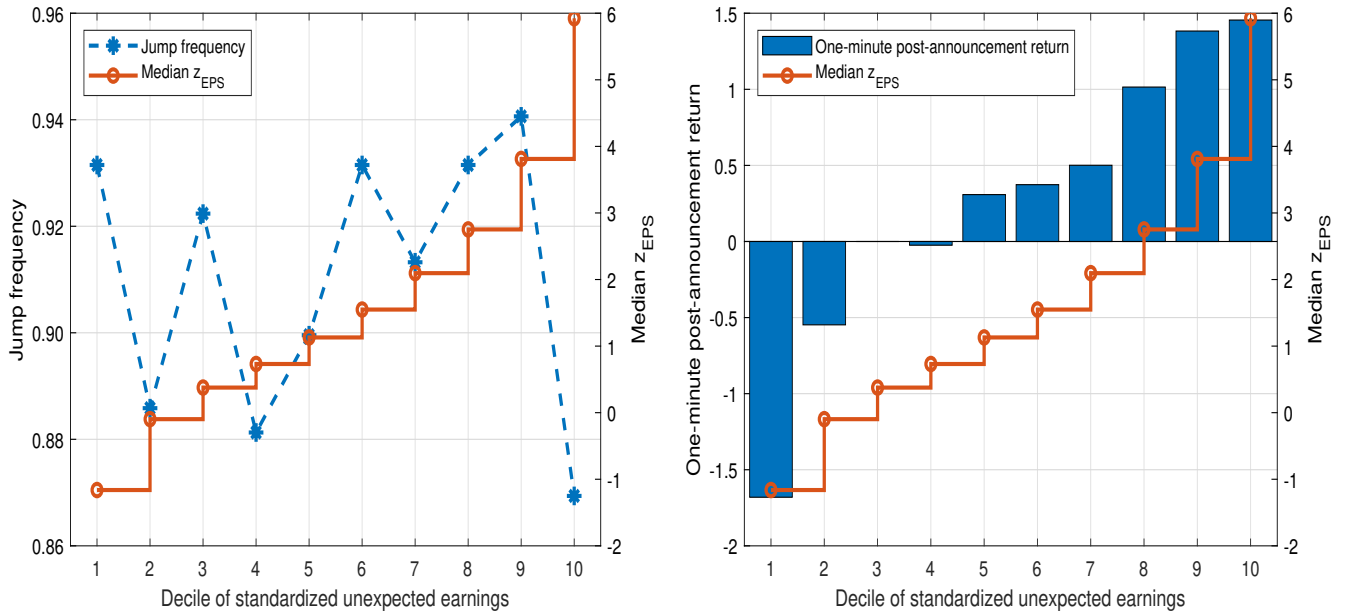 0.96
0.94
0.92
0.90
0.88
0.86
Jump frequency
Jump frequency
Median z_EPS
6
5
4
3
2
1
0
-1
-2
Median z_EPS
1 2 3 4 5 6 7 8 9 10
Decile of standardized unexpected earnings
1.5
1
0.5
0
-0.5
-1
-1.5
-2
One-minute post-announcement return
One-minute post-announcement return
Median z_EPS
6
5
4
3
2
1
0
-1
-2
Median z_EPS
1 2 3 4 5 6 7 8 9 10
Decile of standardized unexpected earnings